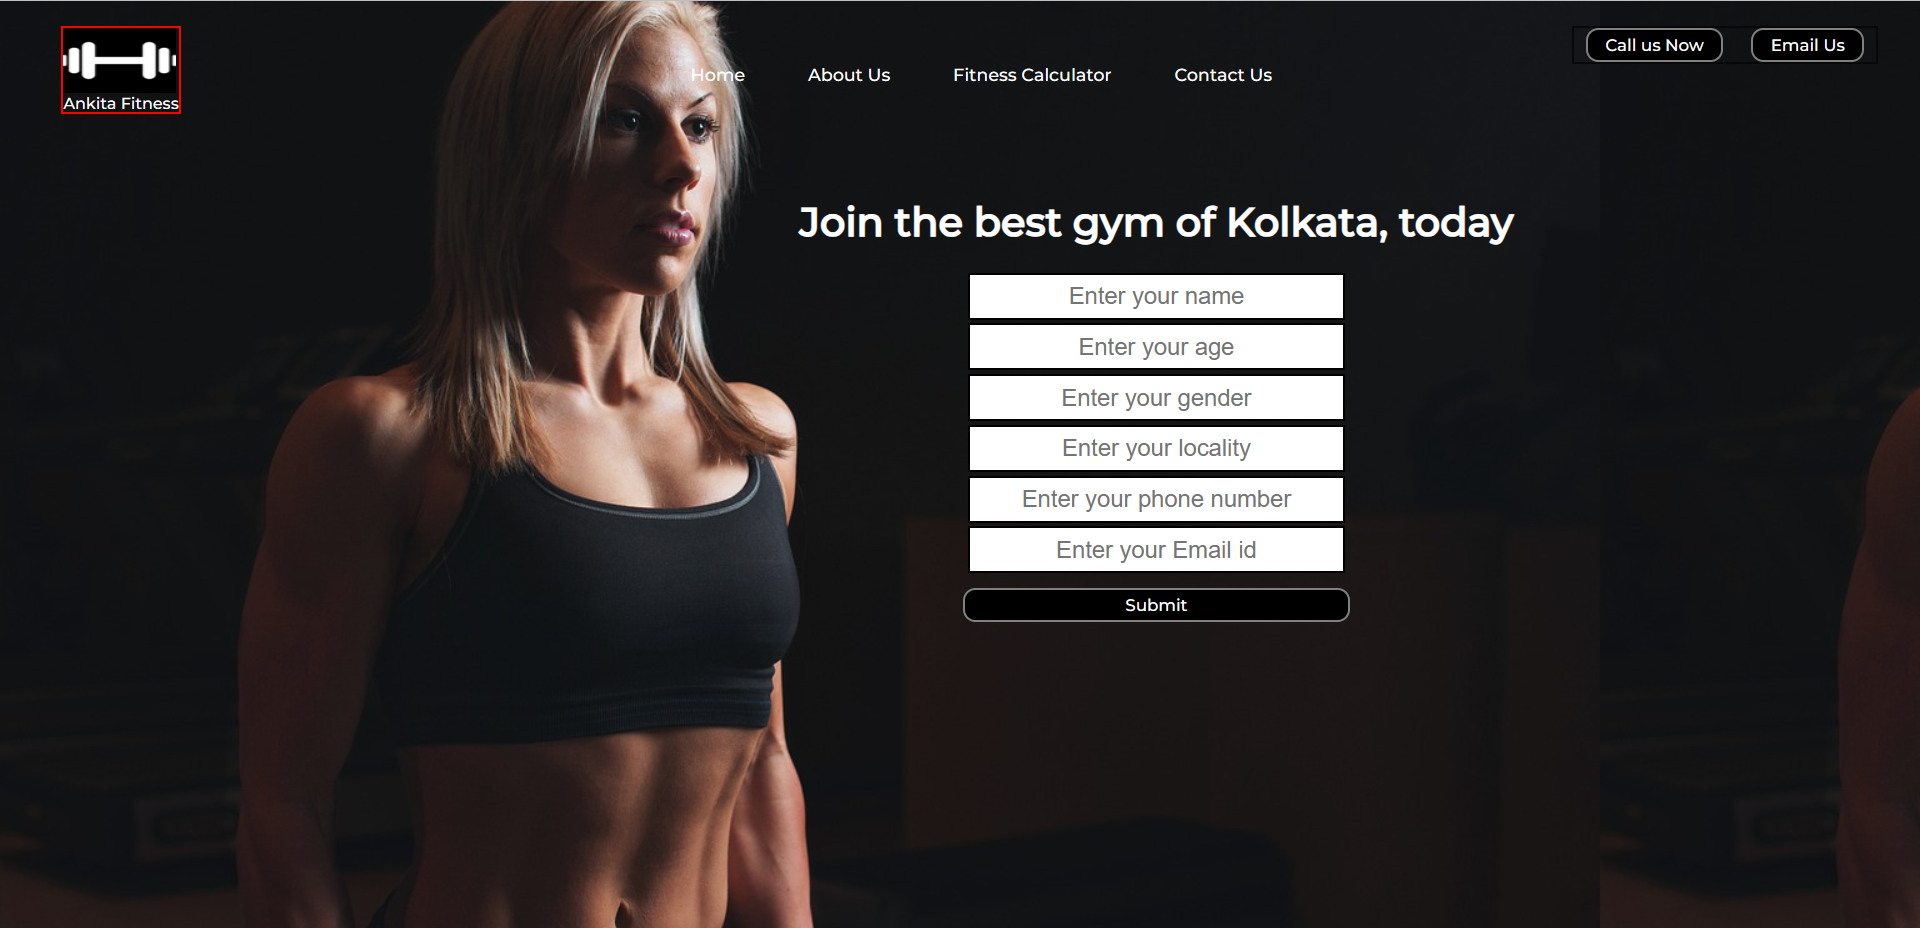 Ankita Fitness
Home
About Us
Fitness Calculator
Contact Us
Call us Now
Email Us
Join the best gym of Kolkata, today
Enter your name
Enter your age
Enter your gender
Enter your locality
Enter your phone number
Enter your Email id
Submit